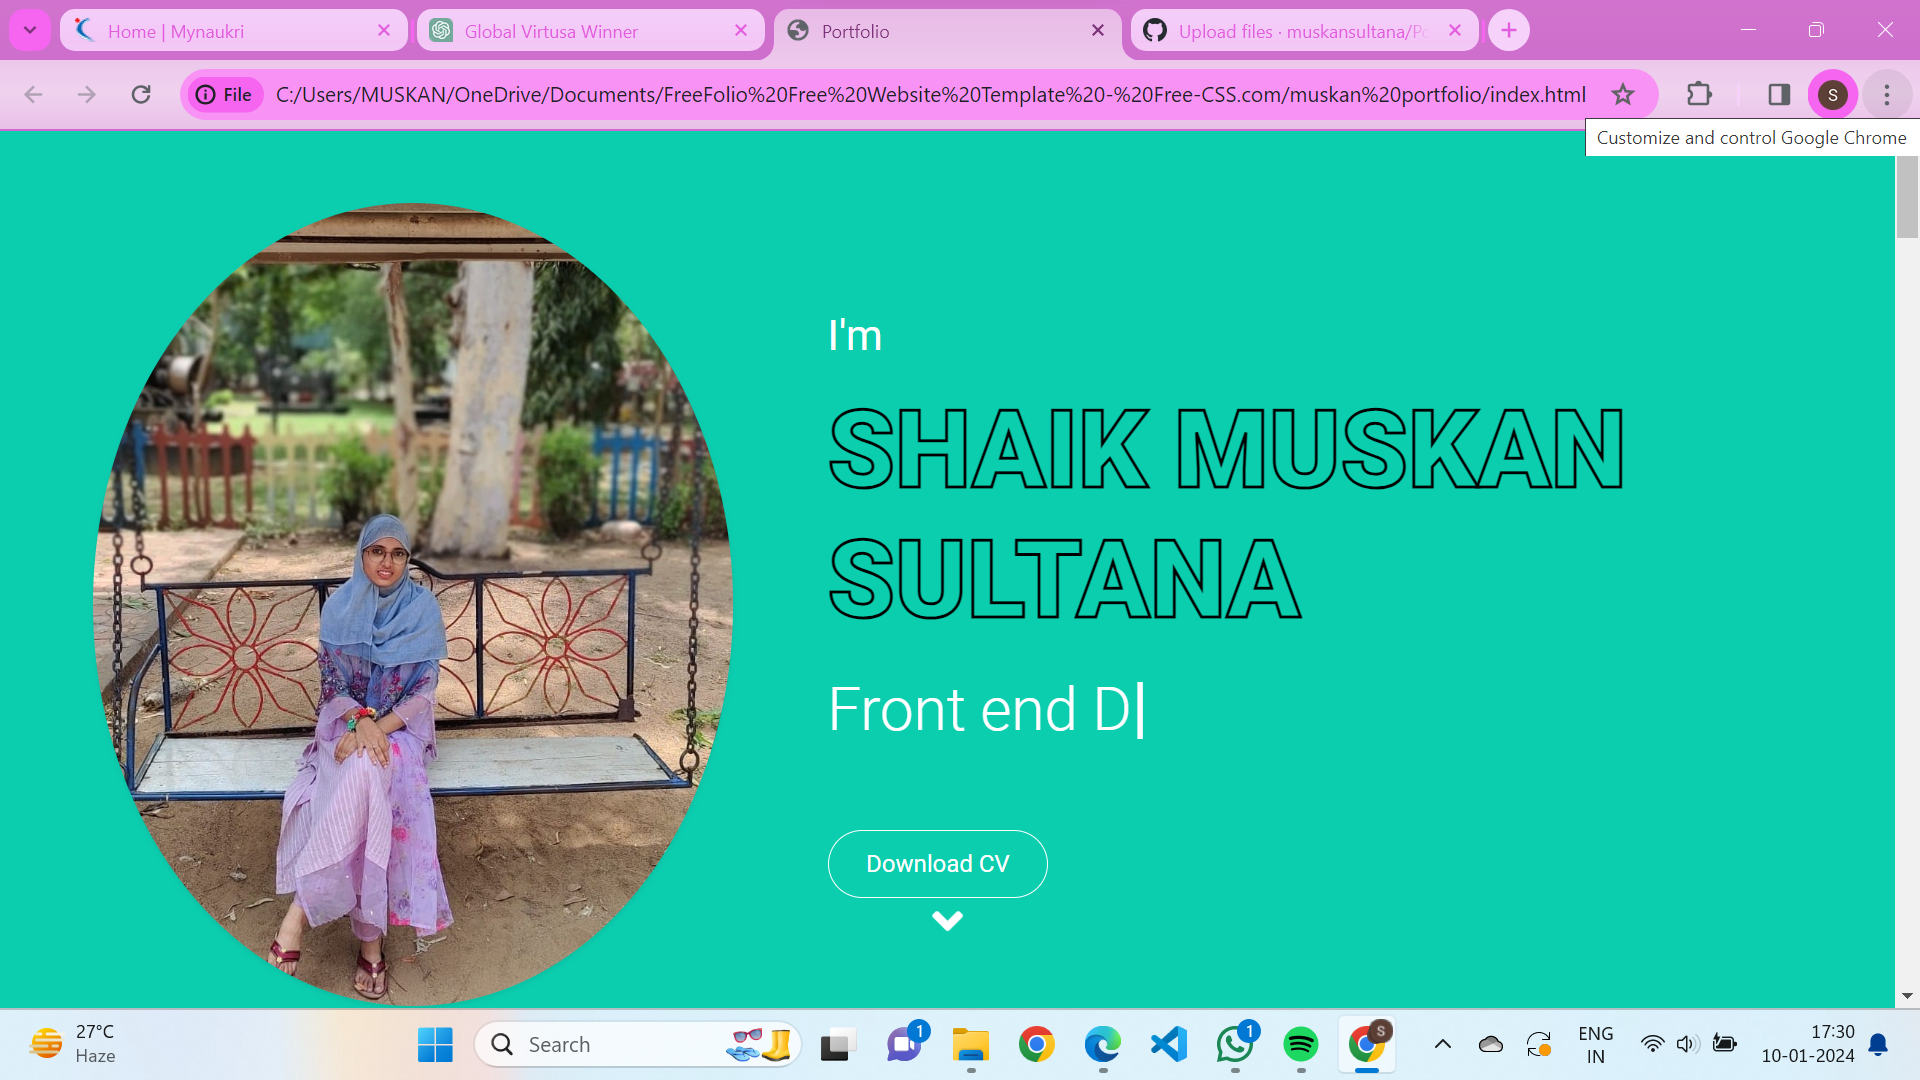 Home | Mynaukri
Global Virtusa Winner
Portfolio
Upload files · muskansultana/Po
File
C:/Users/MUSKAN/OneDrive/Documents/FreeFolio%20Free%20Website%20Template%20-%20Free-CSS.com/muskan%20portfolio/index.html
S
Customize and control Google Chrome
I'm
SHAIK MUSKAN
SULTANA
Front end D
Download CV
27°C
Haze
Search
1
1
S
ENG
IN
17:30
10-01-2024